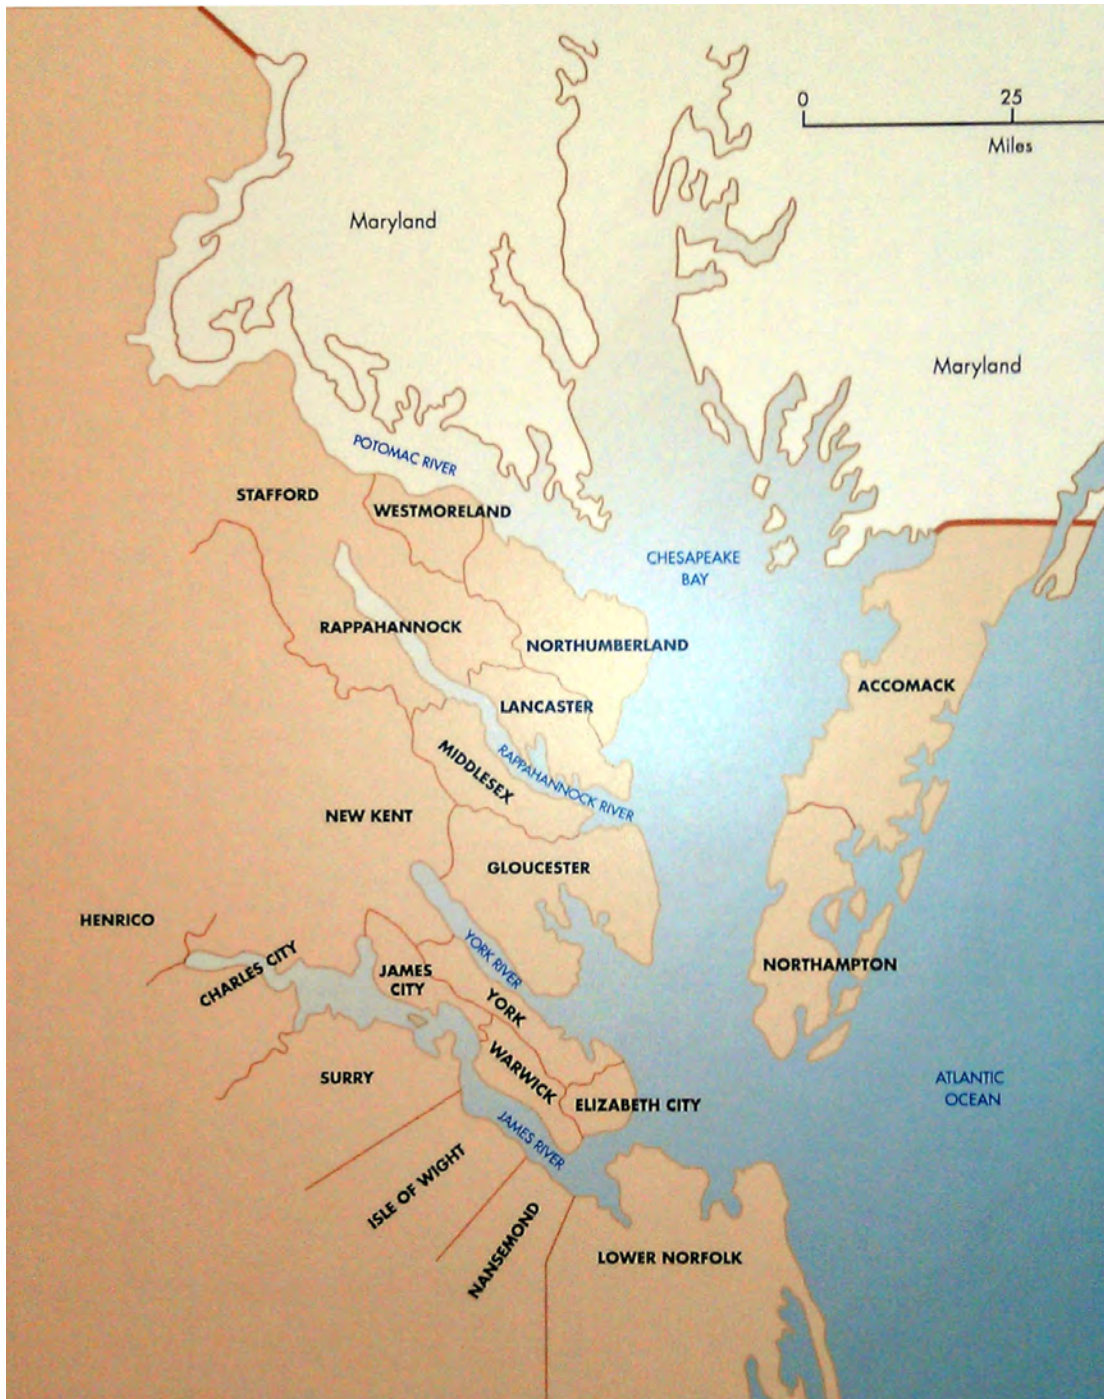 0 25
Miles
Maryland
Maryland
POTOMAC RIVER
STAFFORD
WESTMORELAND
CHESAPEAKE
BAY
RAPPAHANNOCK
NORTHUMBERLAND
ACCOMACK
LANCASTER
MIDDLESEX
RAPPAHANNOCK RIVER
NEW KENT
GLOUCESTER
HENRICO
CHARLES CITY
YORK RIVER
JAMES
CITY
NORTHAMPTON
YORK
SURRY
WARWICK
ELIZABETH CITY
ATLANTIC
OCEAN
JAMES RIVER
ISLE OF WIGHT
NANSEMOND
LOWER NORFOLK